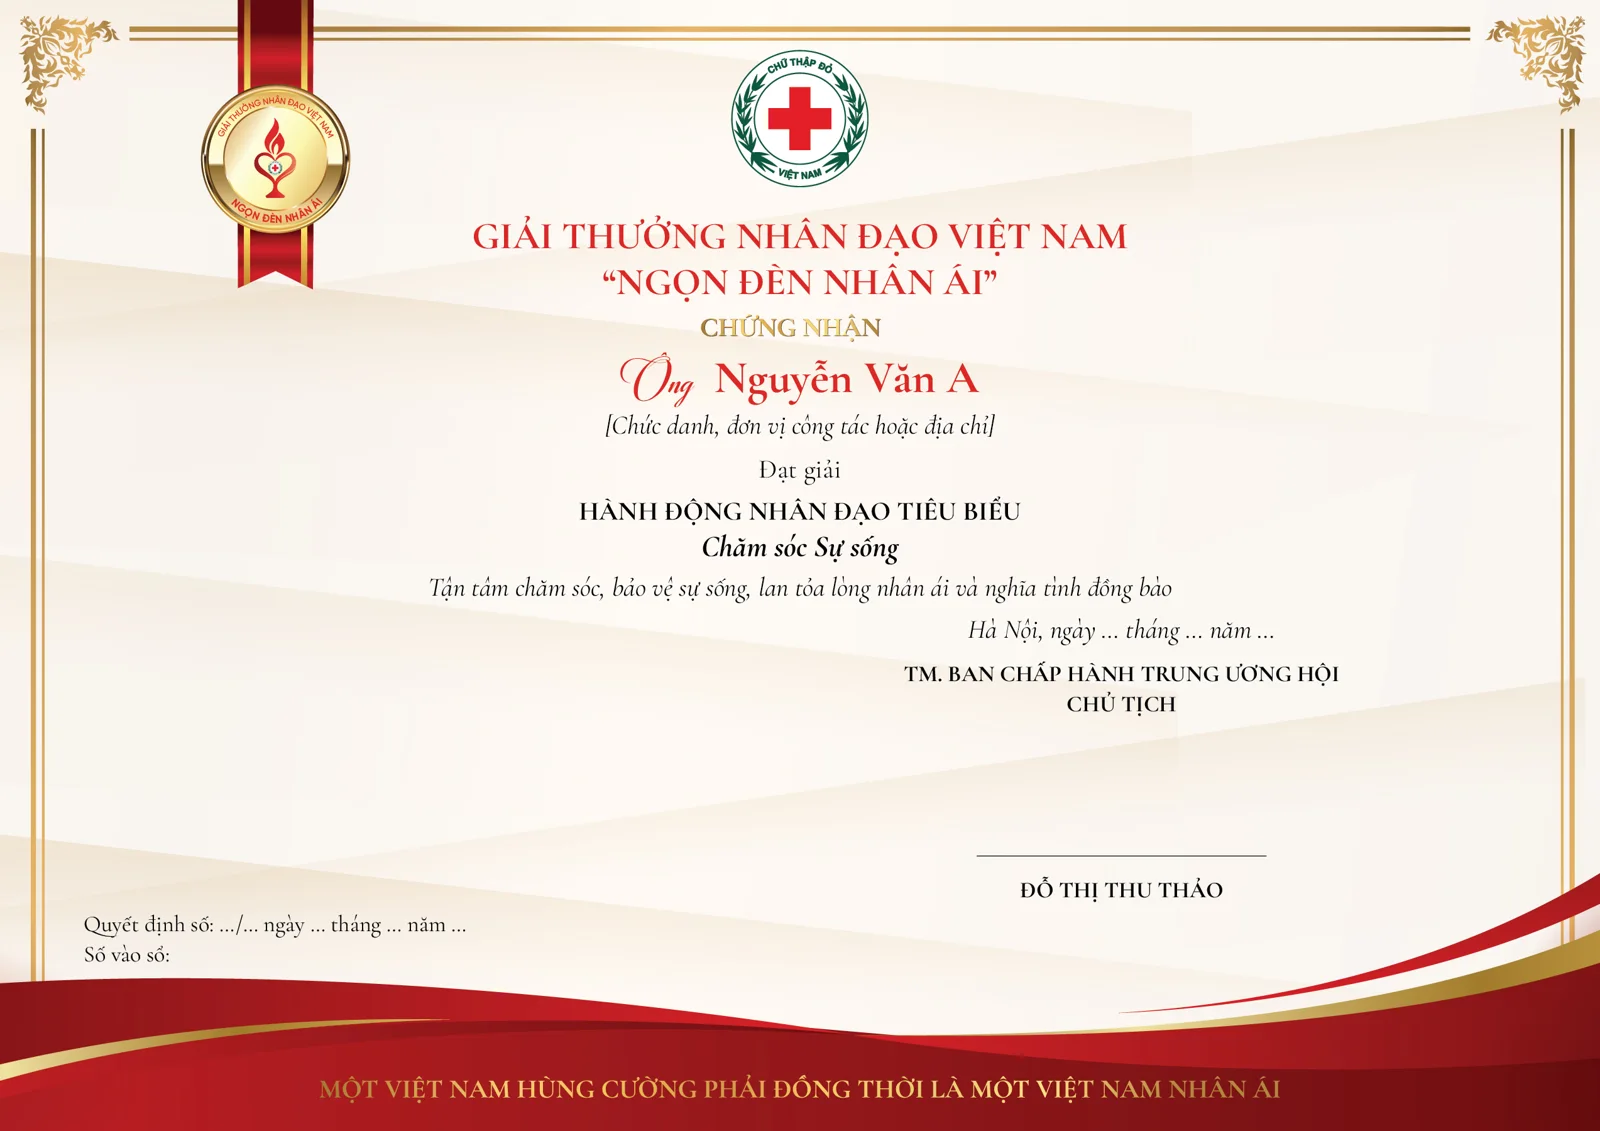 GIẢI THƯỞNG NHÂN ĐẠO VIỆT NAM
NGỌN ĐÈN NHÂN ÁI
CHỮ THẬP ĐỎ
VIỆT NAM
GIẢI THƯỞNG NHÂN ĐẠO VIỆT NAM
“NGỌN ĐÈN NHÂN ÁI”
CHỨNG NHẬN
Ông Nguyễn Văn A
[Chức danh, đơn vị công tác hoặc địa chỉ]
Đạt giải
HÀNH ĐỘNG NHÂN ĐẠO TIÊU BIỂU
Chăm sóc Sự sống
Tận tâm chăm sóc, bảo vệ sự sống, lan tỏa lòng nhân ái và nghĩa tình đồng bào
Hà Nội, ngày ... tháng ... năm ...
TM. BAN CHẤP HÀNH TRUNG ƯƠNG HỘI
CHỦ TỊCH
ĐỖ THỊ THU THẢO
Quyết định số: .../... ngày ... tháng ... năm ...
Số vào sổ:
MỘT VIỆT NAM HÙNG CƯỜNG PHẢI ĐỒNG THỜI LÀ MỘT VIỆT NAM NHÂN ÁI